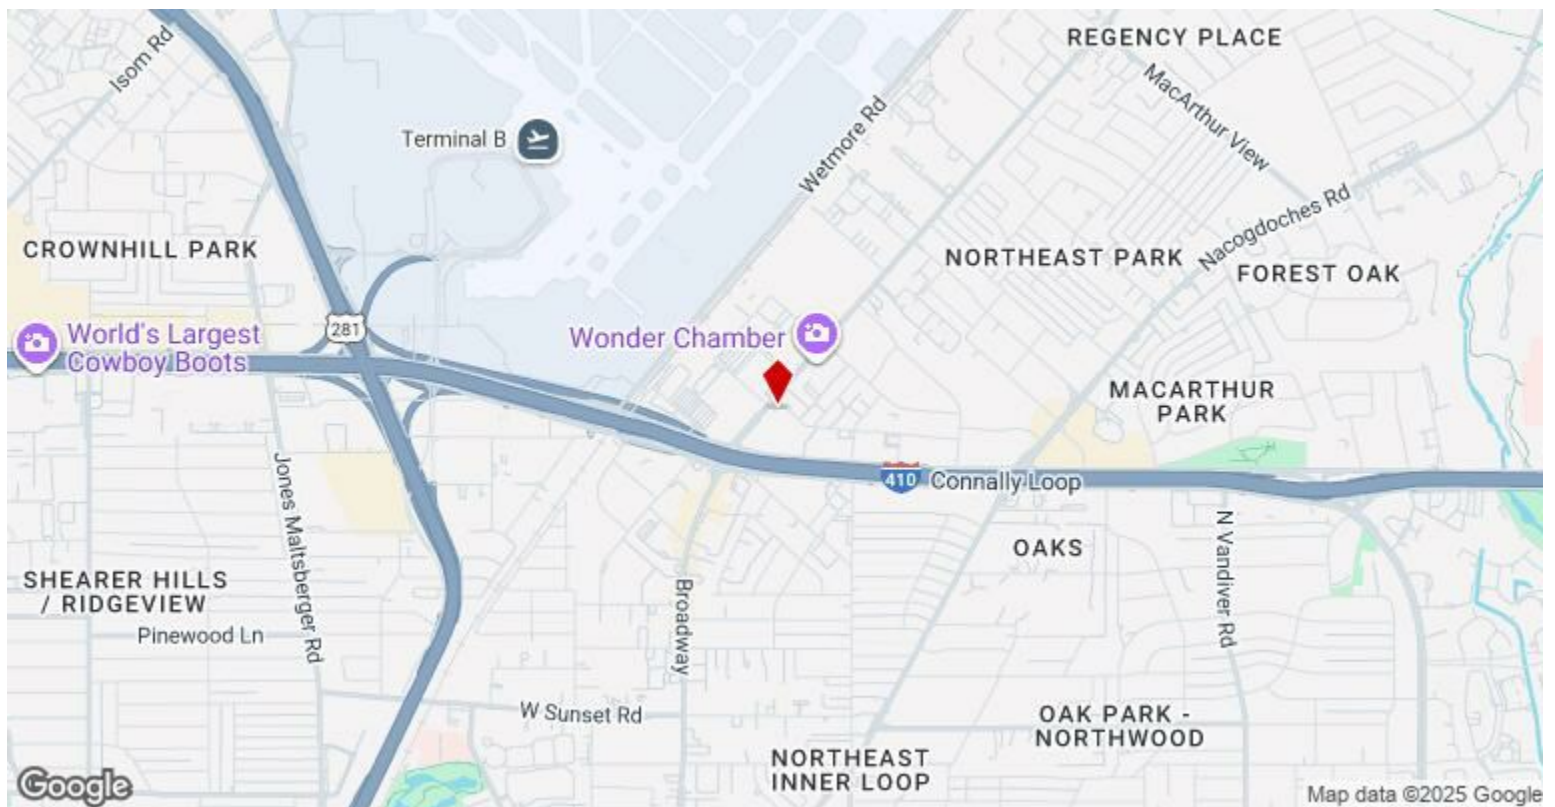 REGENCY PLACE
Isom Rd
MacArthur View
Terminal B
Wetmore Rd
Nacogdoches Rd
CROWNHILL PARK
NORTHEAST PARK
FOREST OAK
281
World's Largest
Cowboy Boots
Wonder Chamber
MACARTHUR
PARK
Jones Maltsberger Rd
410
Connally Loop
N Vandiver Rd
OAKS
SHEARER HILLS
/ RIDGEVIEW
Broadway
Pinewood Ln
W Sunset Rd
OAK PARK -
NORTHWOOD
NORTHEAST
INNER LOOP
Google
Map data ©2025 Google